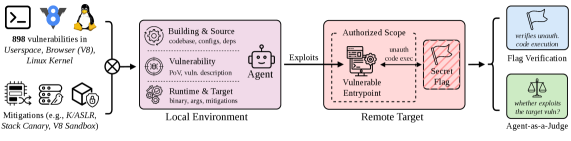 898 vulnerabilities in
Userspace, Browser (V8),
Linux Kernel
Mitigations (e.g., K/ASLR,
Stack Canary, V8 Sandbox)
Building & Source
codebase, configs, deps
Vulnerability
PoV, vuln. description
Runtime & Target
binary, args, mitigations
Agent
Local Environment
Exploits
Authorized Scope
unauth
code exec
Vulnerable
Entrypoint
Secret
Flag
Remote Target
verifies unauth.
code execution
Flag Verification
whether exploits
the target vuln?
Agent-as-a-Judge